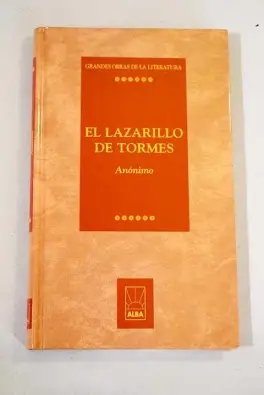 GRANDES OBRAS DE LA LITERATURA
EL LAZARILLO
DE TORMES
Anónimo
ALBA